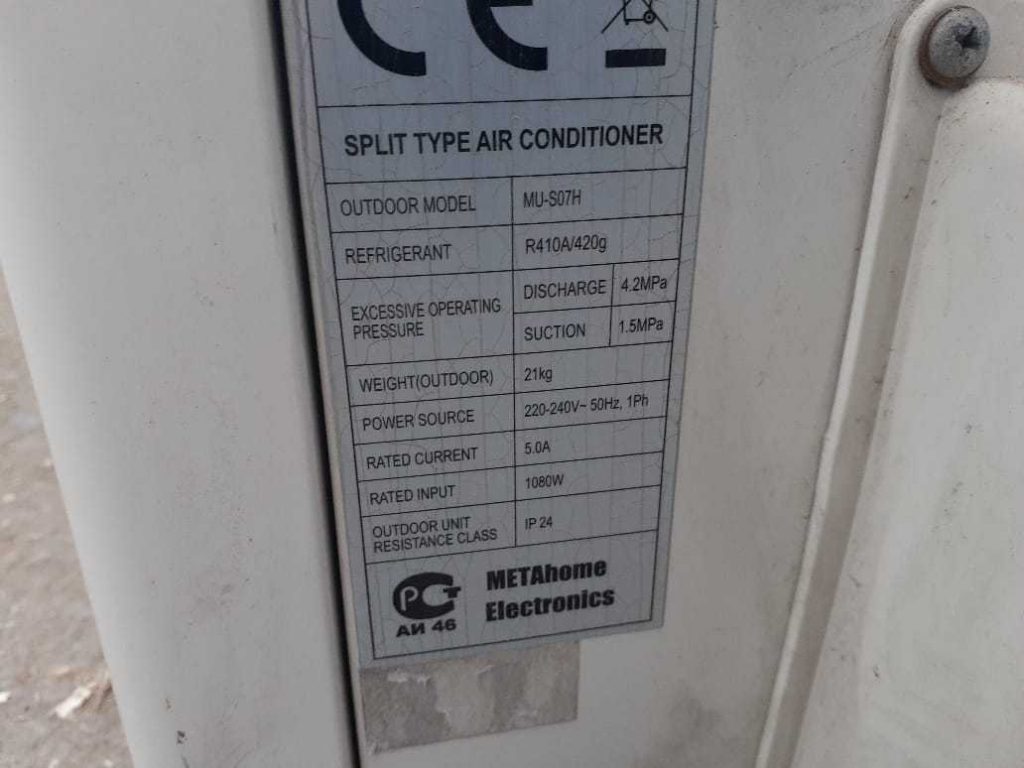 CE
SPLIT TYPE AIR CONDITIONER
OUTDOOR MODEL MU-S07H
REFRIGERANT R410A/420g
EXCESSIVE OPERATING PRESSURE DISCHARGE 4.2MPa
SUCTION 1.5MPa
WEIGHT(OUTDOOR) 21kg
POWER SOURCE 220-240V~ 50Hz, 1Ph
RATED CURRENT 5.0A
RATED INPUT 1080W
OUTDOOR UNIT RESISTANCE CLASS IP 24
РСТ
АИ 46
METAhome
Electronics